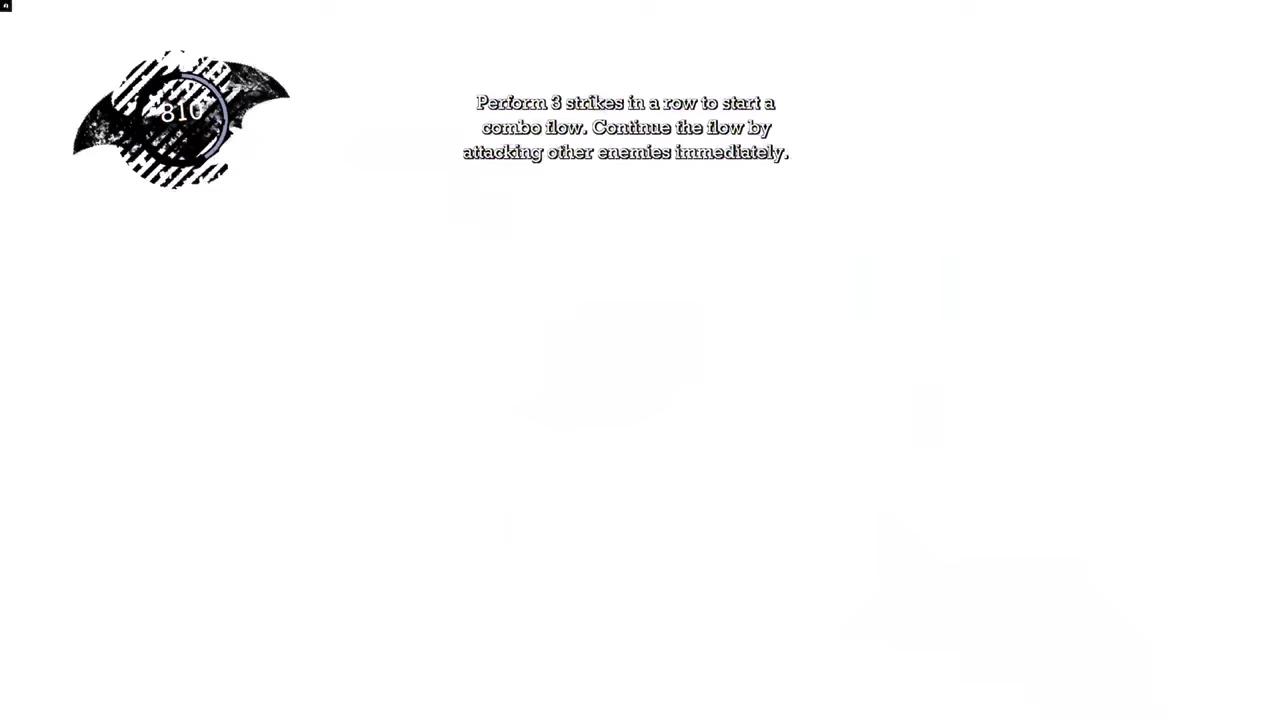 810
Perform 3 strikes in a row to start a
combo flow. Continue the flow by
attacking other enemies immediately.